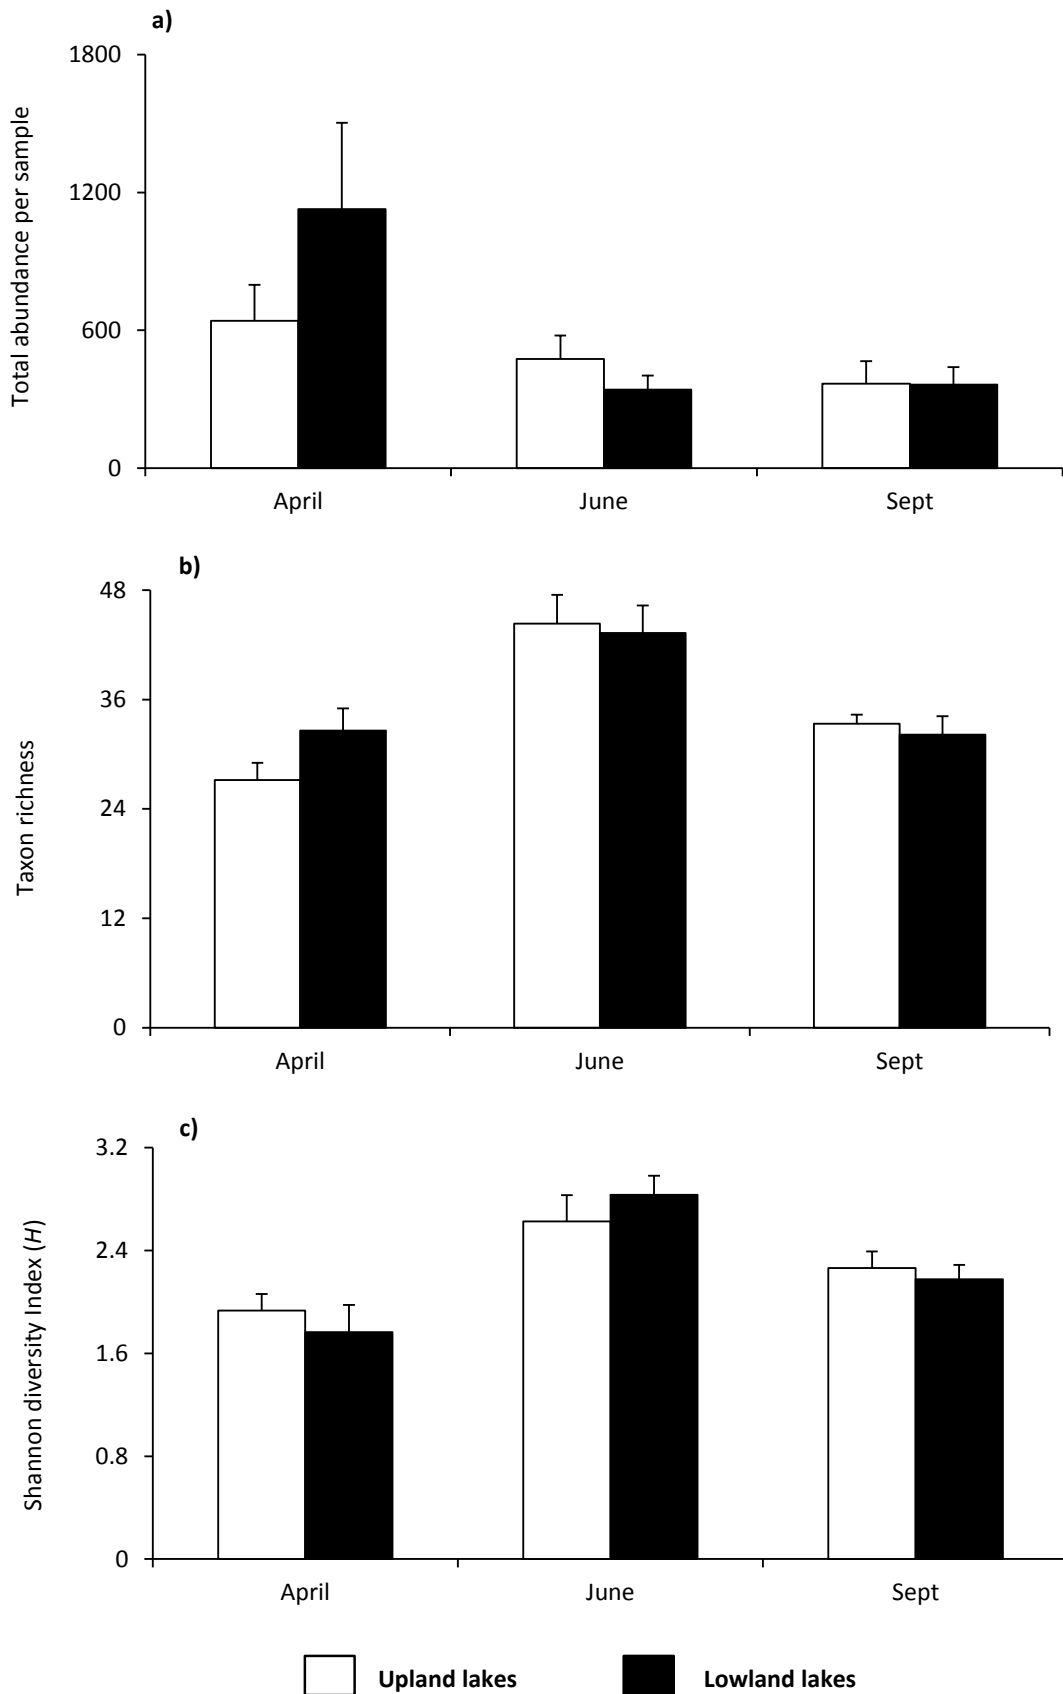 a)
Total abundance per sample
1800
1200
600
0
April June Sept
b)
Taxon richness
48
36
24
12
0
April June Sept
c)
Shannon diversity Index (H)
3.2
2.4
1.6
0.8
0
April June Sept
Upland lakes Lowland lakes